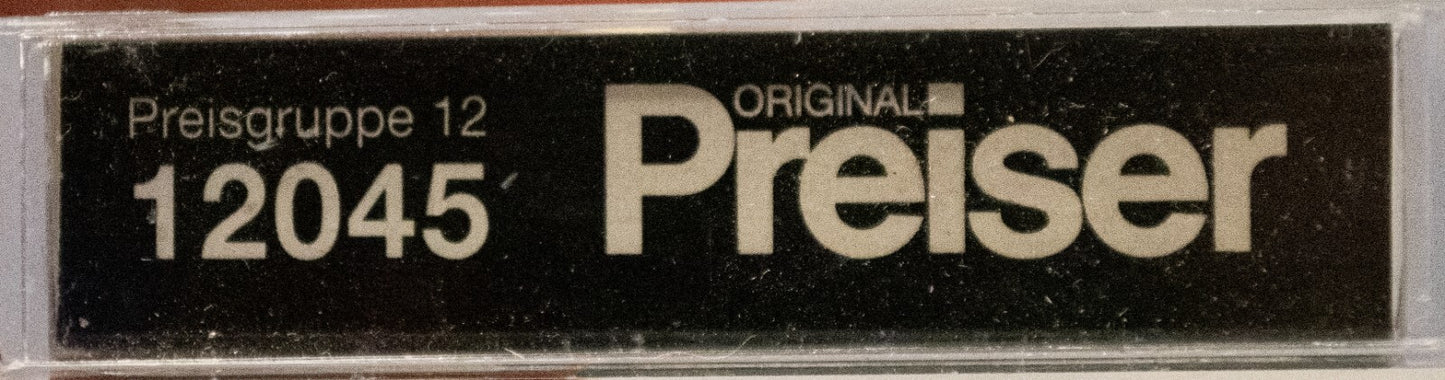 Preisgruppe 12
12045
ORIGINAL
Preiser